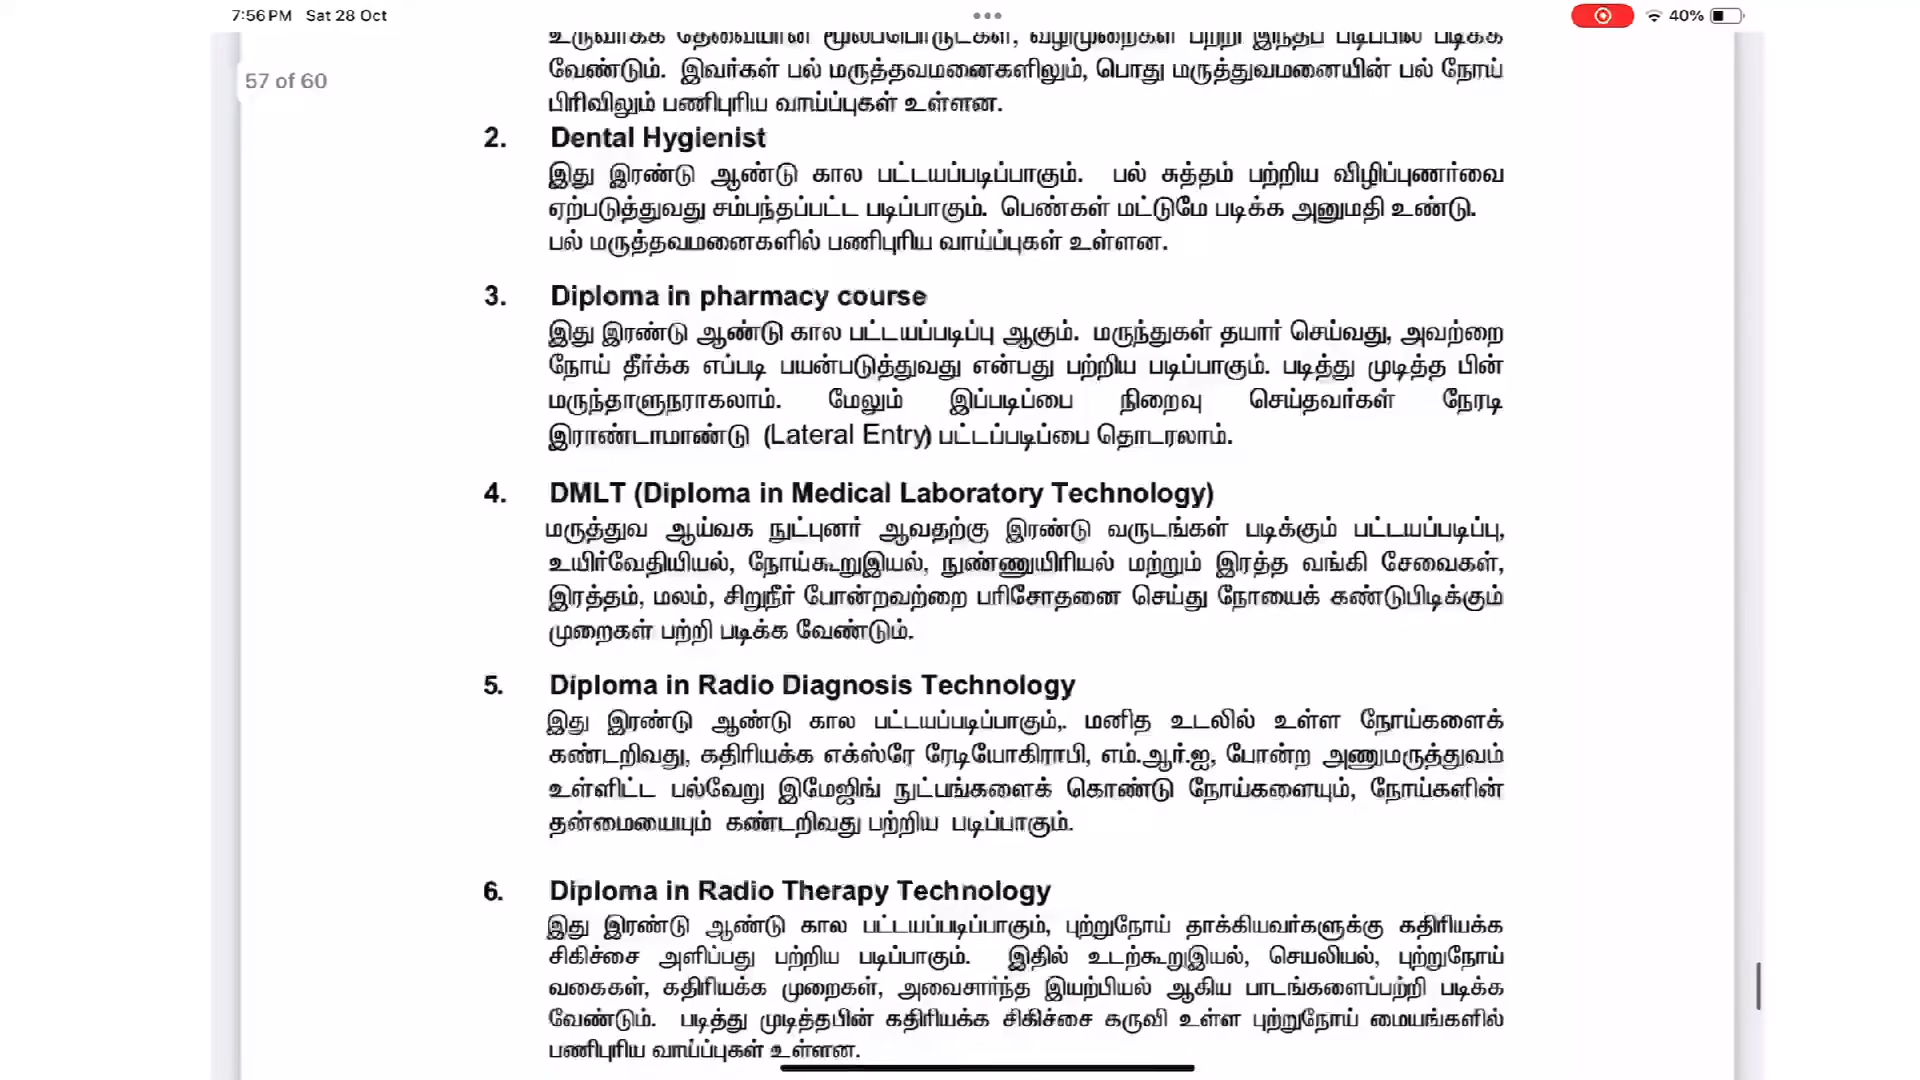 7:56 PM Sat 28 Oct
40%
57 of 60
உருவாக்க தேவையான மூலப்பொருட்கள், வழிமுறைகள் பற்றி இந்தப் படிப்பில் படிக்க
வேண்டும். இவர்கள் பல் மருத்தவமனைகளிலும், பொது மருத்துவமனையின் பல் நோய்
பிரிவிலும் பணிபுரிய வாய்ப்புகள் உள்ளன.
2. Dental Hygienist
இது இரண்டு ஆண்டு கால பட்டயப்படிப்பாகும். பல் சுத்தம் பற்றிய விழிப்புணர்வை
ஏற்படுத்துவது சம்பந்தப்பட்ட படிப்பாகும். பெண்கள் மட்டுமே படிக்க அனுமதி உண்டு.
பல் மருத்தவமனைகளில் பணிபுரிய வாய்ப்புகள் உள்ளன.
3. Diploma in pharmacy course
இது இரண்டு ஆண்டு கால பட்டயப்படிப்பு ஆகும். மருந்துகள் தயார் செய்வது, அவற்றை
நோய் தீர்க்க எப்படி பயன்படுத்துவது என்பது பற்றிய படிப்பாகும். படித்து முடித்த பின்
மருந்தாளுநராகலாம். மேலும் இப்படிப்பை நிறைவு செய்தவர்கள் நேரடி
இராண்டாமாண்டு (Lateral Entry) பட்டப்படிப்பை தொடரலாம்.
4. DMLT (Diploma in Medical Laboratory Technology)
மருத்துவ ஆய்வக நுட்புனர் ஆவதற்கு இரண்டு வருடங்கள் படிக்கும் பட்டயப்படிப்பு,
உயிர்வேதியியல், நோய்கூறுஇயல், நுண்ணுயிரியல் மற்றும் இரத்த வங்கி சேவைகள்,
இரத்தம், மலம், சிறுநீர் போன்றவற்றை பரிசோதனை செய்து நோயைக் கண்டுபிடிக்கும்
முறைகள் பற்றி படிக்க வேண்டும்.
5. Diploma in Radio Diagnosis Technology
இது இரண்டு ஆண்டு கால பட்டயப்படிப்பாகும்,. மனித உடலில் உள்ள நோய்களைக்
கண்டறிவது, கதிரியக்க எக்ஸ்ரே ரேடியோகிராபி, எம்.ஆர்.ஐ, போன்ற அணுமருத்துவம்
உள்ளிட்ட பல்வேறு இமேஜிங் நுட்பங்களைக் கொண்டு நோய்களையும், நோய்களின்
தன்மையையும் கண்டறிவது பற்றிய படிப்பாகும்.
6. Diploma in Radio Therapy Technology
இது இரண்டு ஆண்டு கால பட்டயப்படிப்பாகும், புற்றுநோய் தாக்கியவர்களுக்கு கதிரியக்க
சிகிச்சை அளிப்பது பற்றிய படிப்பாகும். இதில் உடற்கூறுஇயல், செயலியல், புற்றுநோய்
வகைகள், கதிரியக்க முறைகள், அவைசார்ந்த இயற்பியல் ஆகிய பாடங்களைப்பற்றி படிக்க
வேண்டும். படித்து முடித்தபின் கதிரியக்க சிகிச்சை கருவி உள்ள புற்றுநோய் மையங்களில்
பணிபுரிய வாய்ப்புகள் உள்ளன.